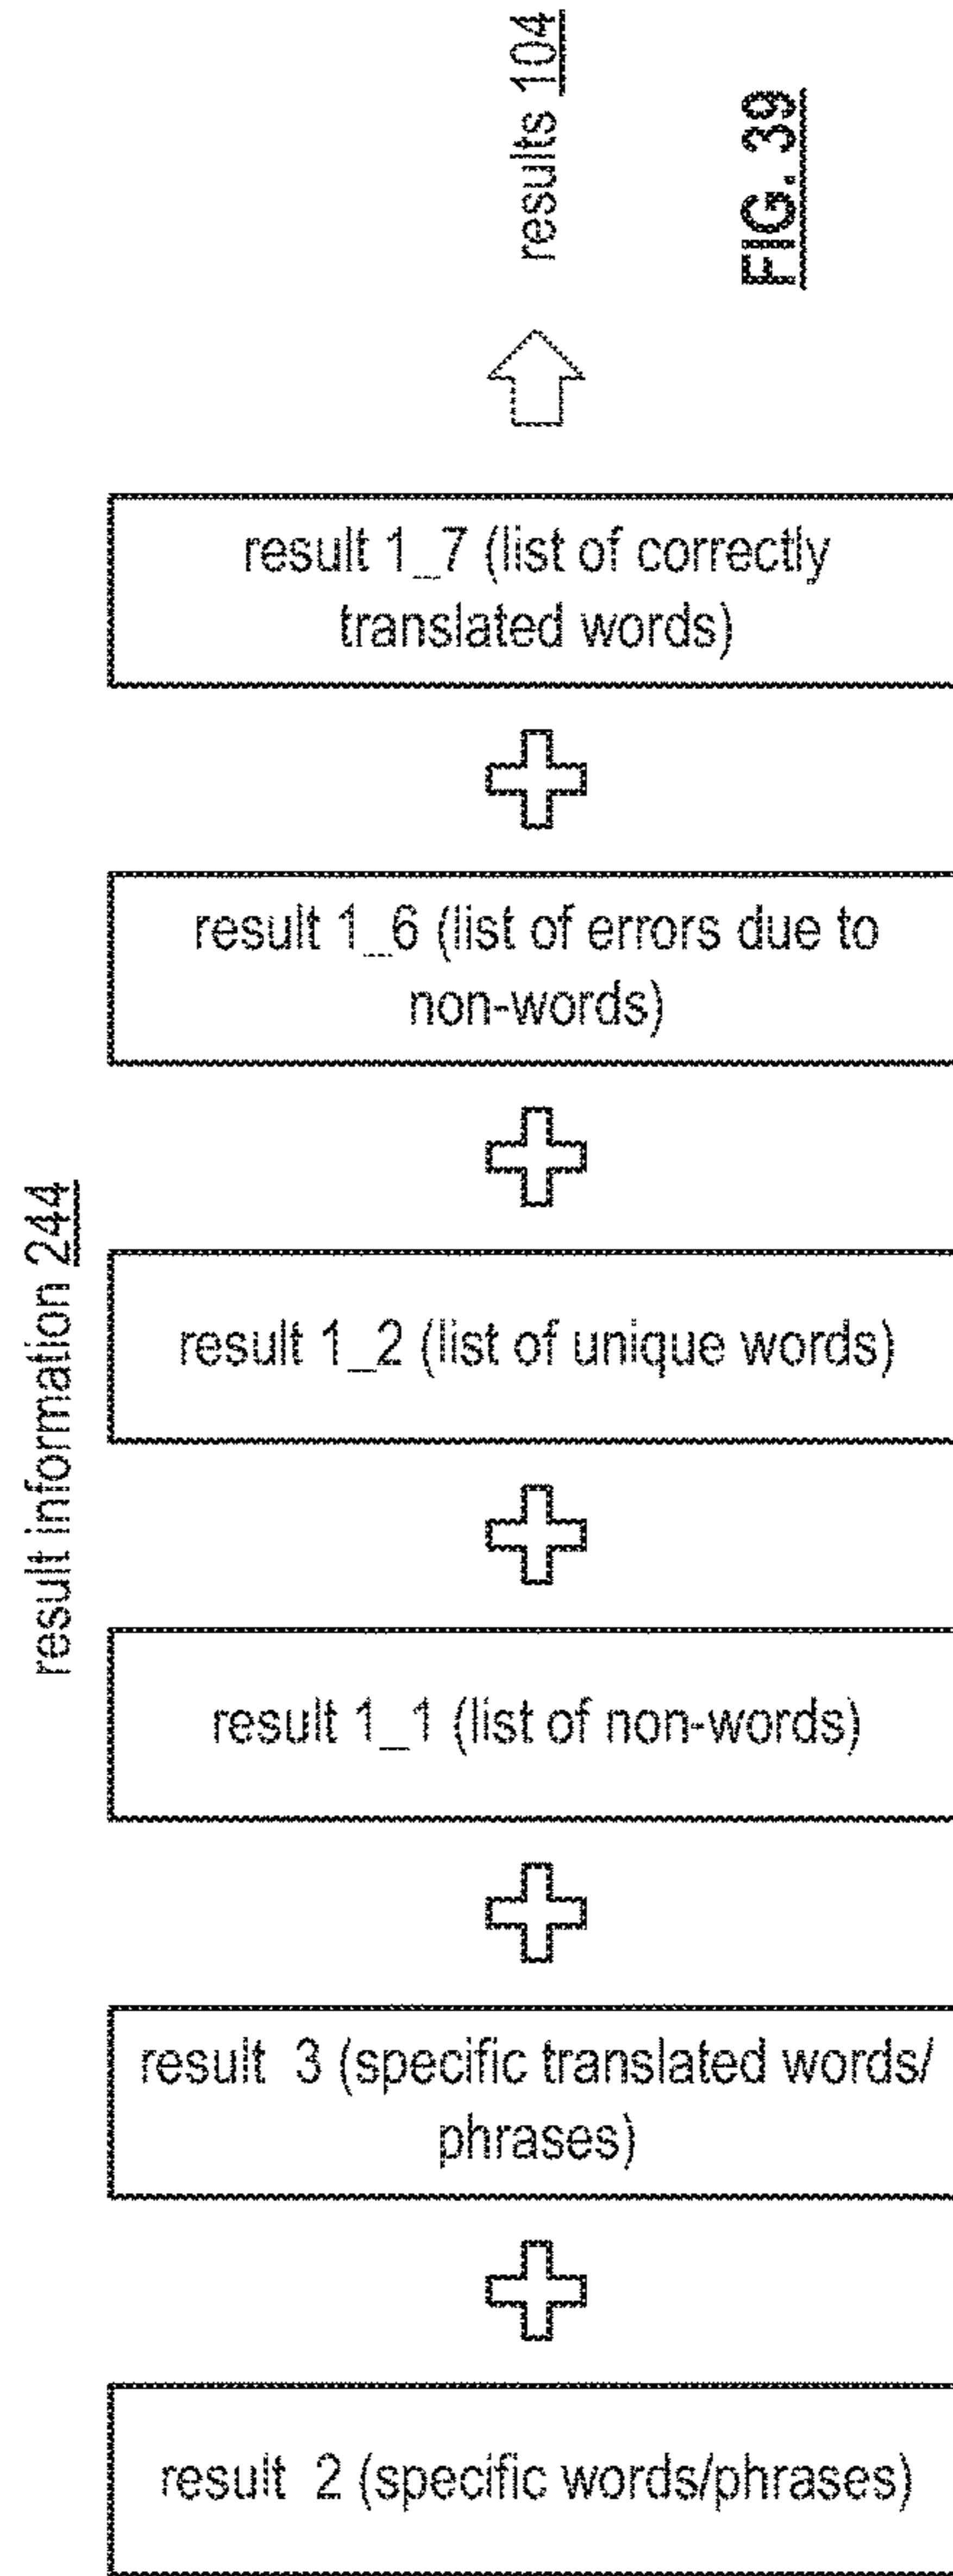 results 104
FIG. 39
result 1_7 (list of correctly
translated words)
result 1_6 (list of errors due to
non-words)
result information 244
result 1_2 (list of unique words)
result 1_1 (list of non-words)
result 3 (specific translated words/
phrases)
result 2 (specific words/phrases)